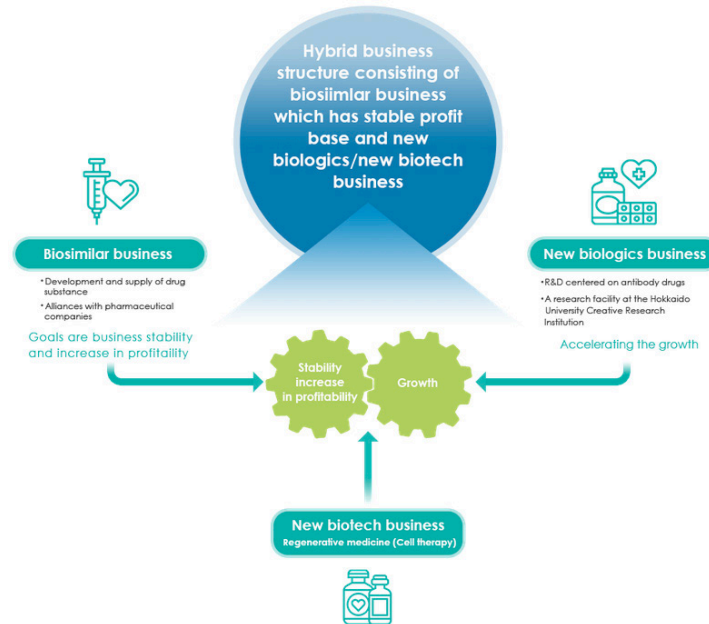 Hybrid business
structure consisting of
biosiimlar business
which has stable profit
base and new
biologics/new biotech
business
Biosimilar business
・Development and supply of drug
substance
・Alliances with pharmaceutical
companies
Goals are business stability
and increase in profitaility
New biologics business
・R&D centered on antibody drugs
・A research facility at the Hokkaido
University Creative Research
Institution
Accelerating the growth
Stability
increase
in profitability
Growth
New biotech business
Regenerative medicine (Cell therapy)